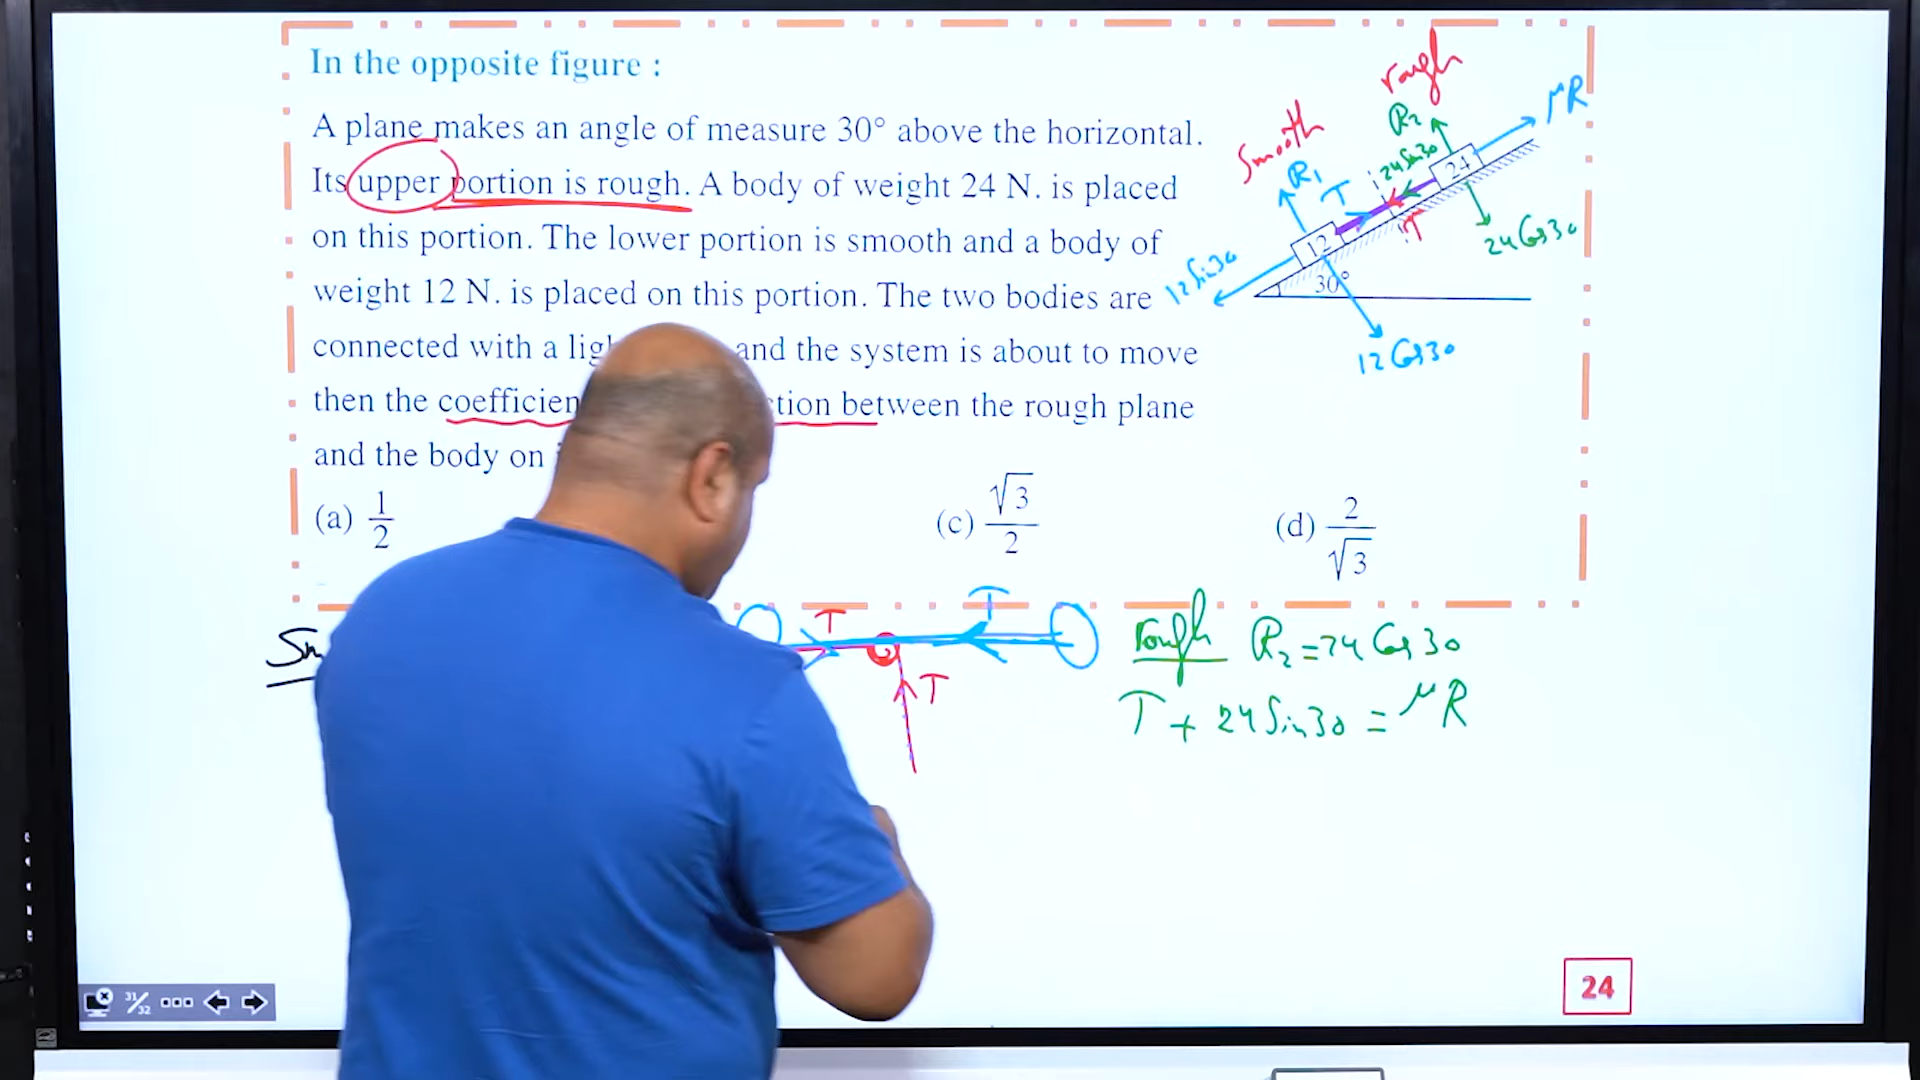 In the opposite figure :
A plane makes an angle of measure 30° above the horizontal.
Its upper portion is rough. A body of weight 24 N. is placed
on this portion. The lower portion is smooth and a body of
weight 12 N. is placed on this portion. The two bodies are
connected with a and the system is about to move
then the between the rough plane
and the body on
(a) 1/2
(c) √3/2
(d) 2/√3
Smooth
rough
R₁
T
R₂
24 Sin 30
μR
T
12
24
30°
12 Sin 30
12 Cos 30
24 Cos 30
T
T
T
rough R₂ = 24 Cos 30
T + 24 Sin 30 = μR
31/32
24